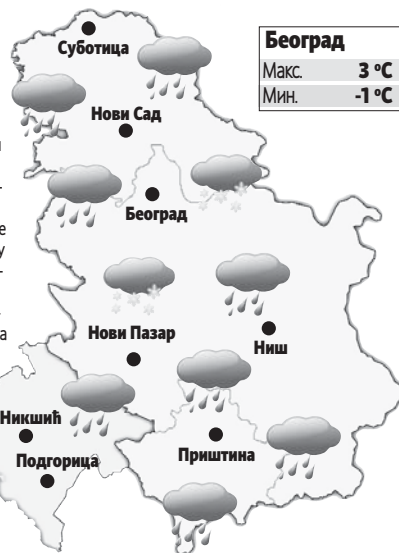 Суботица
Београд
Макс. 3 °C
Мин. -1 °C
Нови Сад
Београд
Нови Пазар
Ниш
Никшић
Подгорица
Приштина